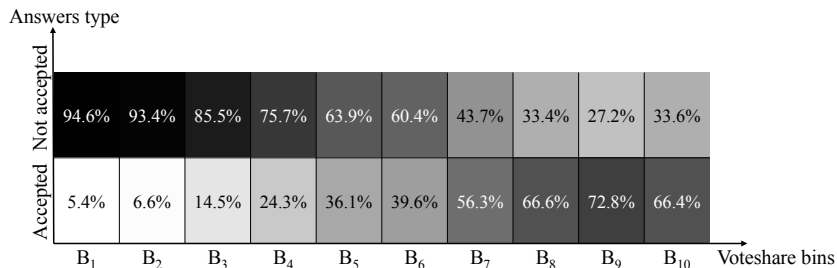 Answers type
Not accepted
94.6% 93.4% 85.5% 75.7% 63.9% 60.4% 43.7% 33.4% 27.2% 33.6%
Accepted
5.4% 6.6% 14.5% 24.3% 36.1% 39.6% 56.3% 66.6% 72.8% 66.4%
B₁ B₂ B₃ B₄ B₅ B₆ B₇ B₈ B₉ B₁₀ Voteshare bins